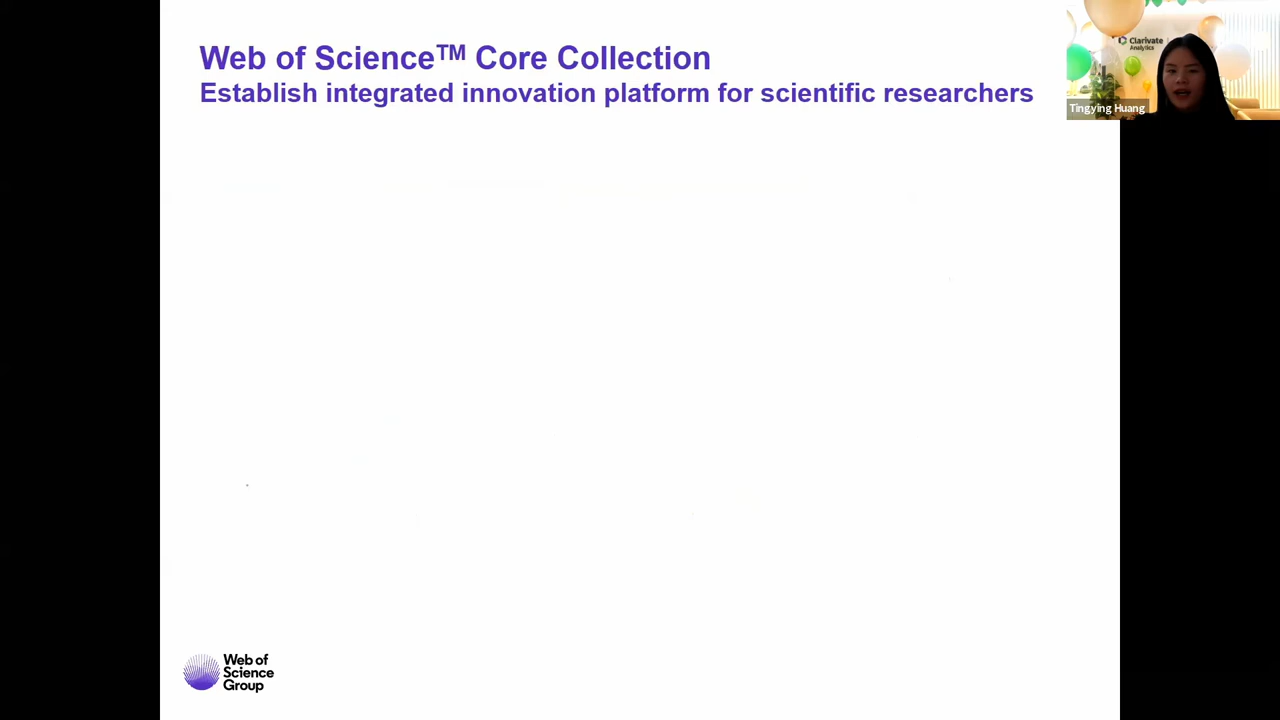 Web of Science™ Core Collection
Establish integrated innovation platform for scientific researchers
Clarivate
Analytics
Tingying Huang
Web of
Science
Group